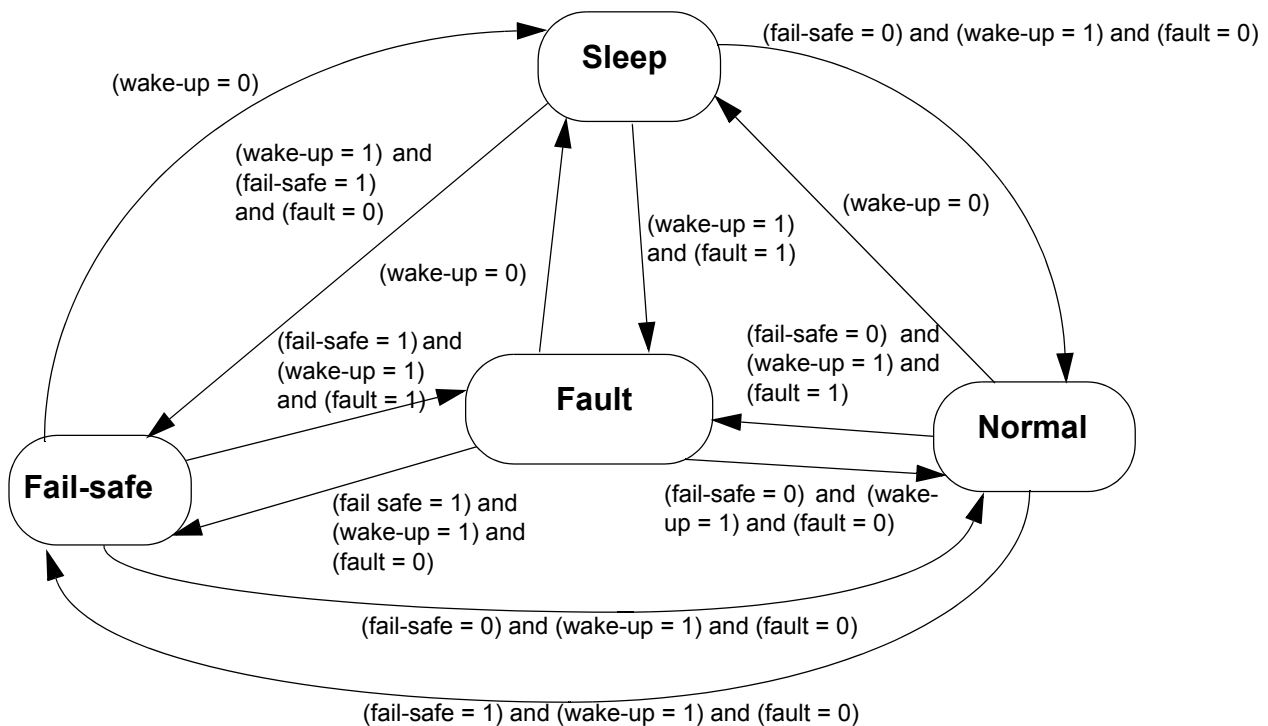 Sleep
(fail-safe = 0) and (wake-up = 1) and (fault = 0)
(wake-up = 0)
(wake-up = 1) and
(fail-safe = 1)
and (fault = 0)
(wake-up = 0)
(wake-up = 1)
and (fault = 1)
(wake-up = 0)
(fail-safe = 1) and
(wake-up = 1)
and (fault = 1)
Fault
(fail-safe = 0) and
(wake-up = 1) and
(fault = 1)
Normal
Fail-safe
(fail safe = 1) and
(wake-up = 1) and
(fault = 0)
(fail-safe = 0) and (wake-
up = 1) and (fault = 0)
(fail-safe = 0) and (wake-up = 1) and (fault = 0)
(fail-safe = 1) and (wake-up = 1) and (fault = 0)